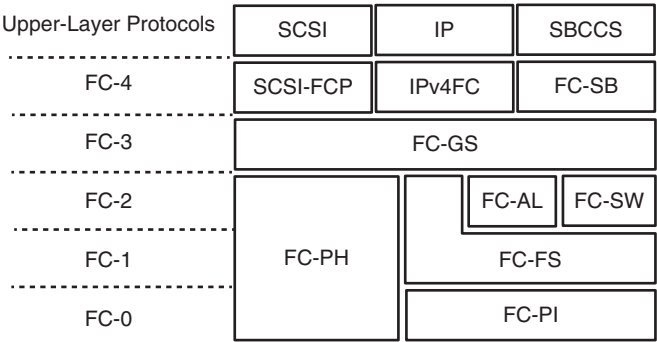 Upper-Layer Protocols SCSI IP SBCCS
FC-4 SCSI-FCP IPv4FC FC-SB
FC-3 FC-GS
FC-2 FC-AL FC-SW
FC-1 FC-PH FC-FS
FC-0 FC-PI